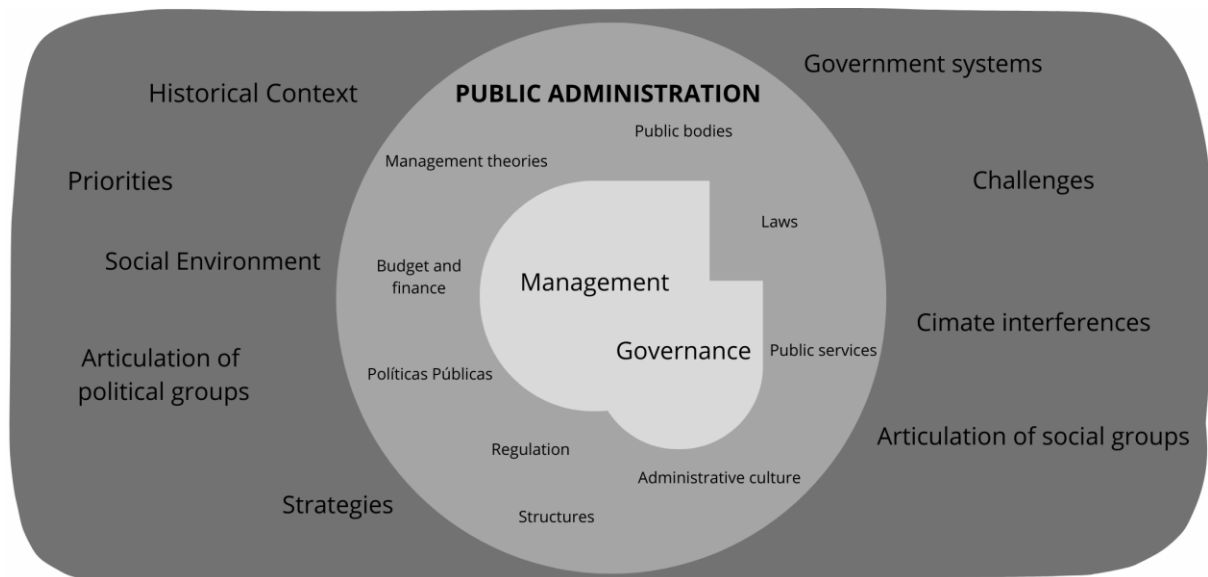 Government systems
Historical Context
PUBLIC ADMINISTRATION
Public bodies
Management theories
Priorities
Challenges
Laws
Social Environment
Budget and
finance
Management
Cimate interferences
Governance
Public services
Articulation of
political groups
Políticas Públicas
Articulation of social groups
Regulation
Administrative culture
Strategies
Structures